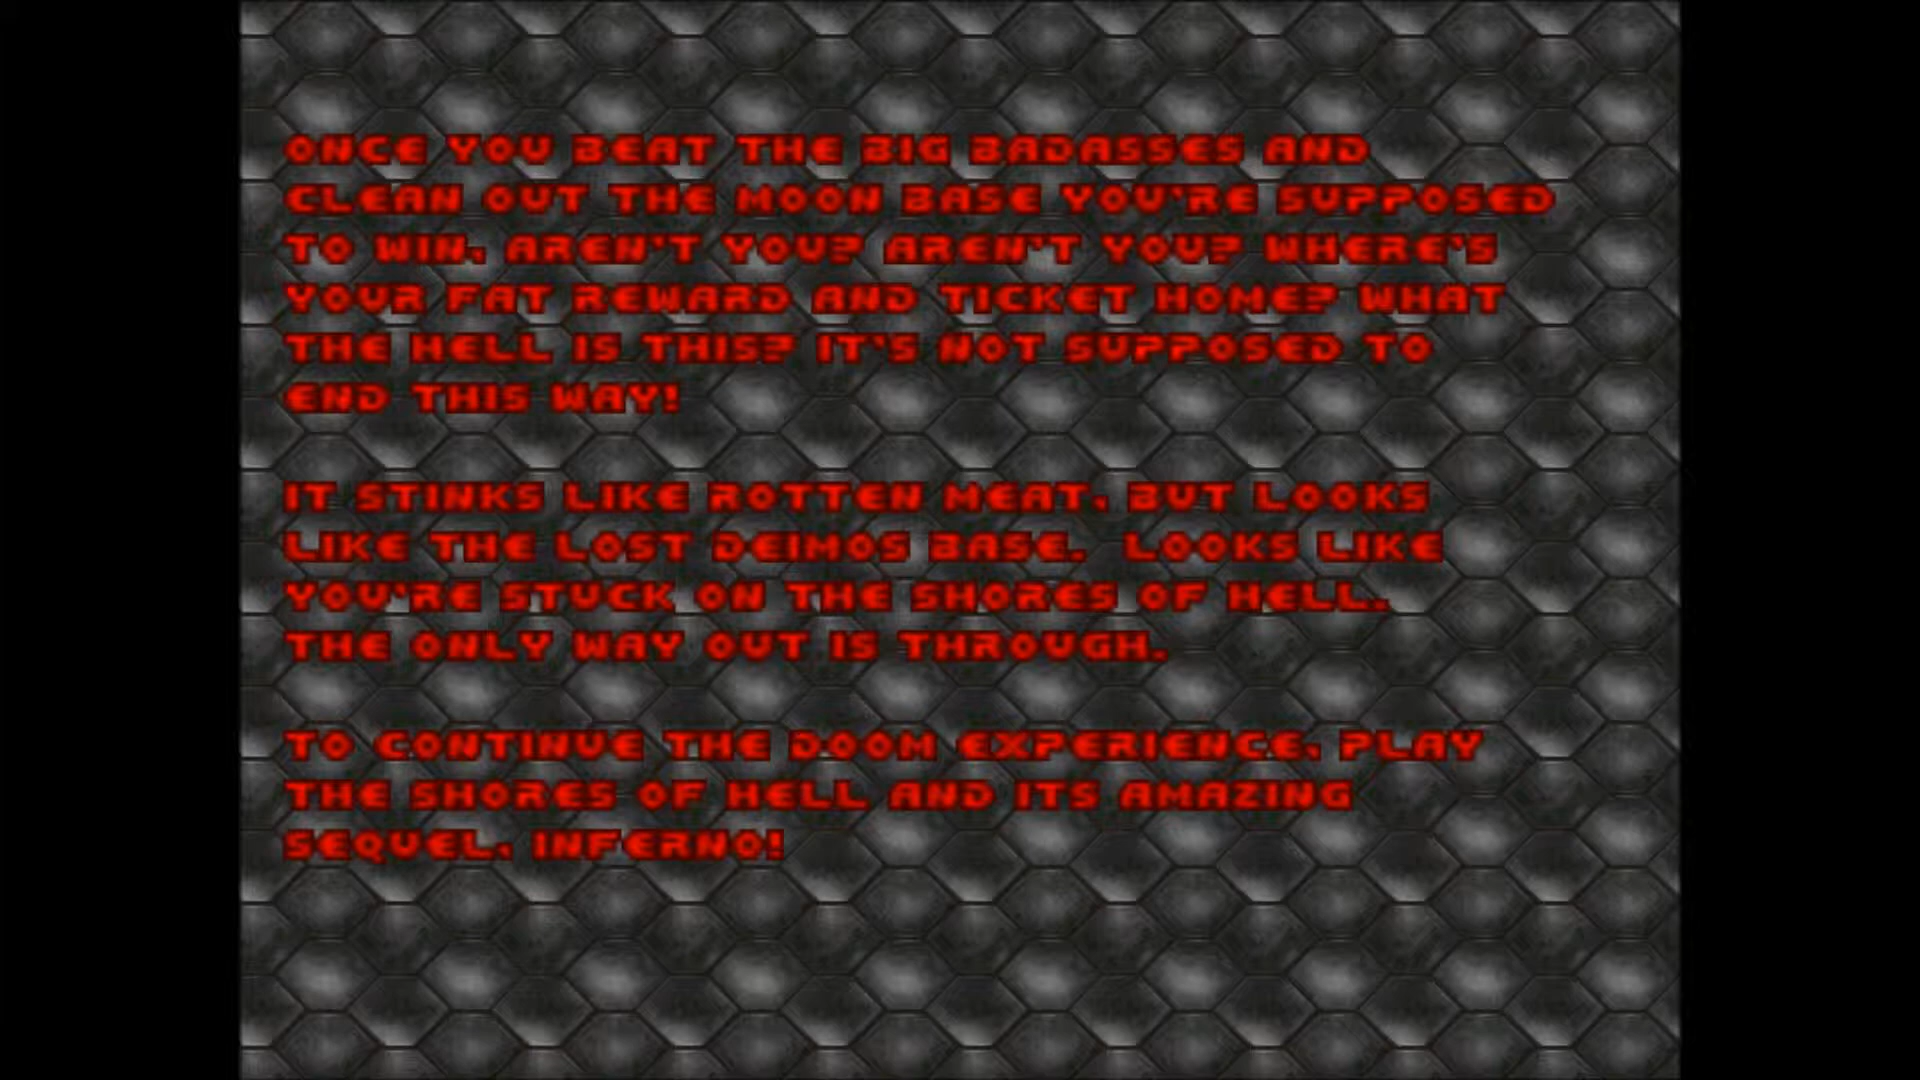 ONCE YOU BEAT THE BIG BADASSES AND
CLEAN OUT THE MOON BASE YOU'RE SUPPOSED
TO WIN, AREN'T YOU? AREN'T YOU? WHERE'S
YOUR FAT REWARD AND TICKET HOME? WHAT
THE HELL IS THIS? IT'S NOT SUPPOSED TO
END THIS WAY!
IT STINKS LIKE ROTTEN MEAT, BUT LOOKS
LIKE THE LOST DEIMOS BASE.  LOOKS LIKE
YOU'RE STUCK ON THE SHORES OF HELL.
THE ONLY WAY OUT IS THROUGH.
TO CONTINUE THE DOOM EXPERIENCE, PLAY
THE SHORES OF HELL AND ITS AMAZING
SEQUEL, INFERNO!